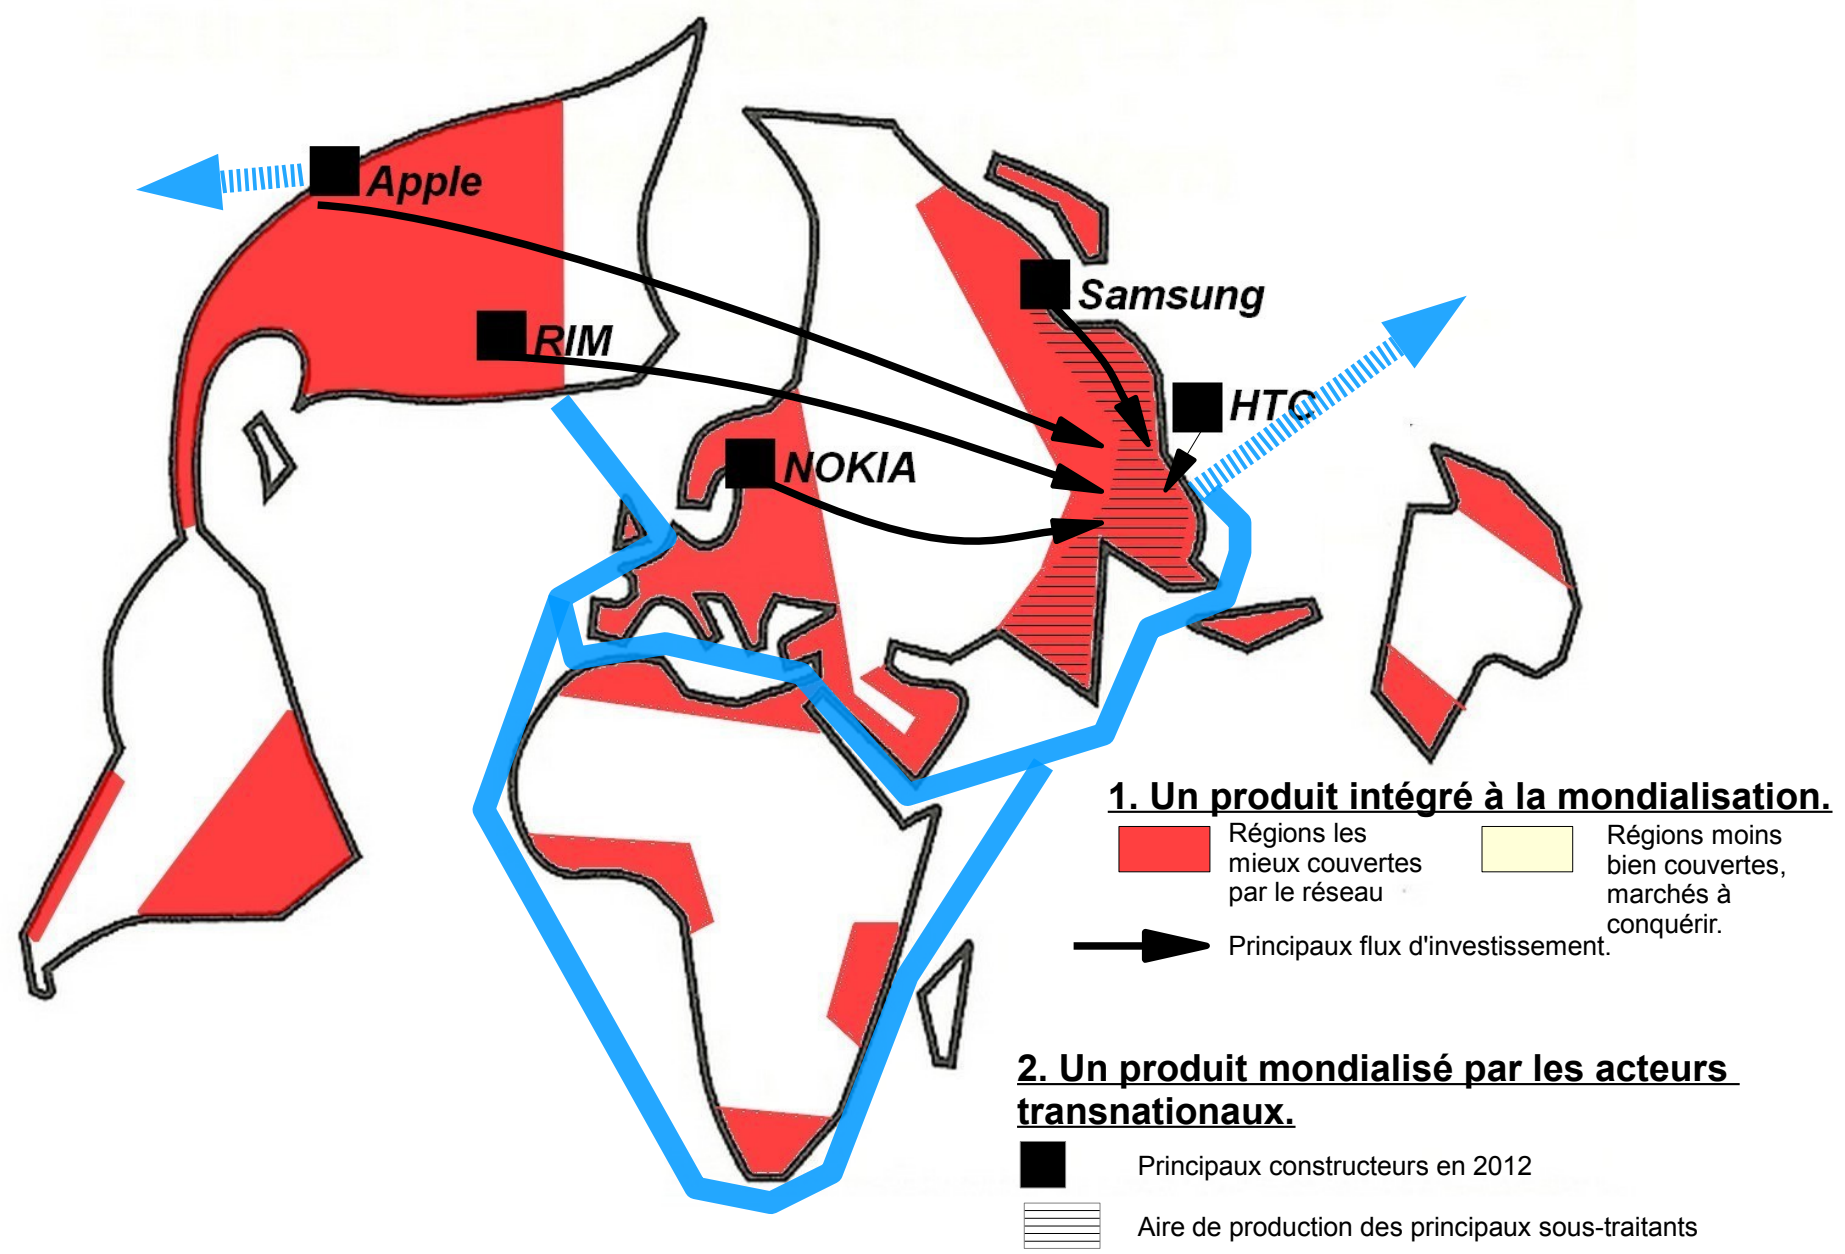 Apple
RIM
NOKIA
Samsung
HTC
1. Un produit intégré à la mondialisation.
Régions les
mieux couvertes
par le réseau
Régions moins
bien couvertes,
marchés à
conquérir.
Principaux flux d'investissement.
2. Un produit mondialisé par les acteurs
transnationaux.
Principaux constructeurs en 2012
Aire de production des principaux sous-traitants